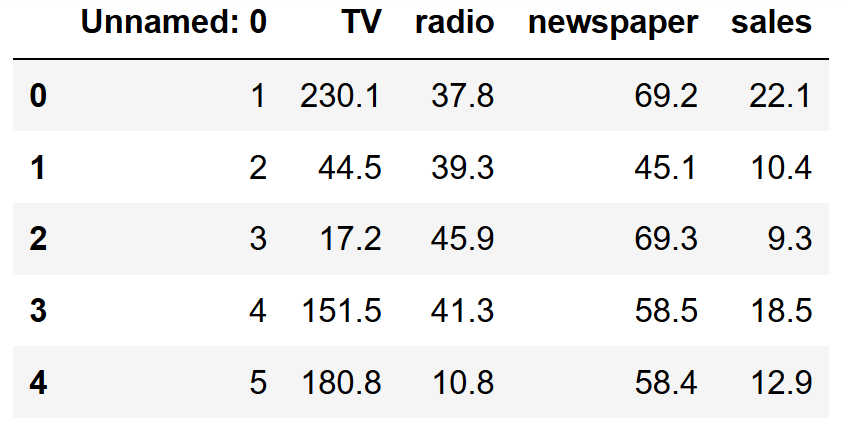 Unnamed: 0 TV radio newspaper sales
0 1 230.1 37.8 69.2 22.1
1 2 44.5 39.3 45.1 10.4
2 3 17.2 45.9 69.3 9.3
3 4 151.5 41.3 58.5 18.5
4 5 180.8 10.8 58.4 12.9